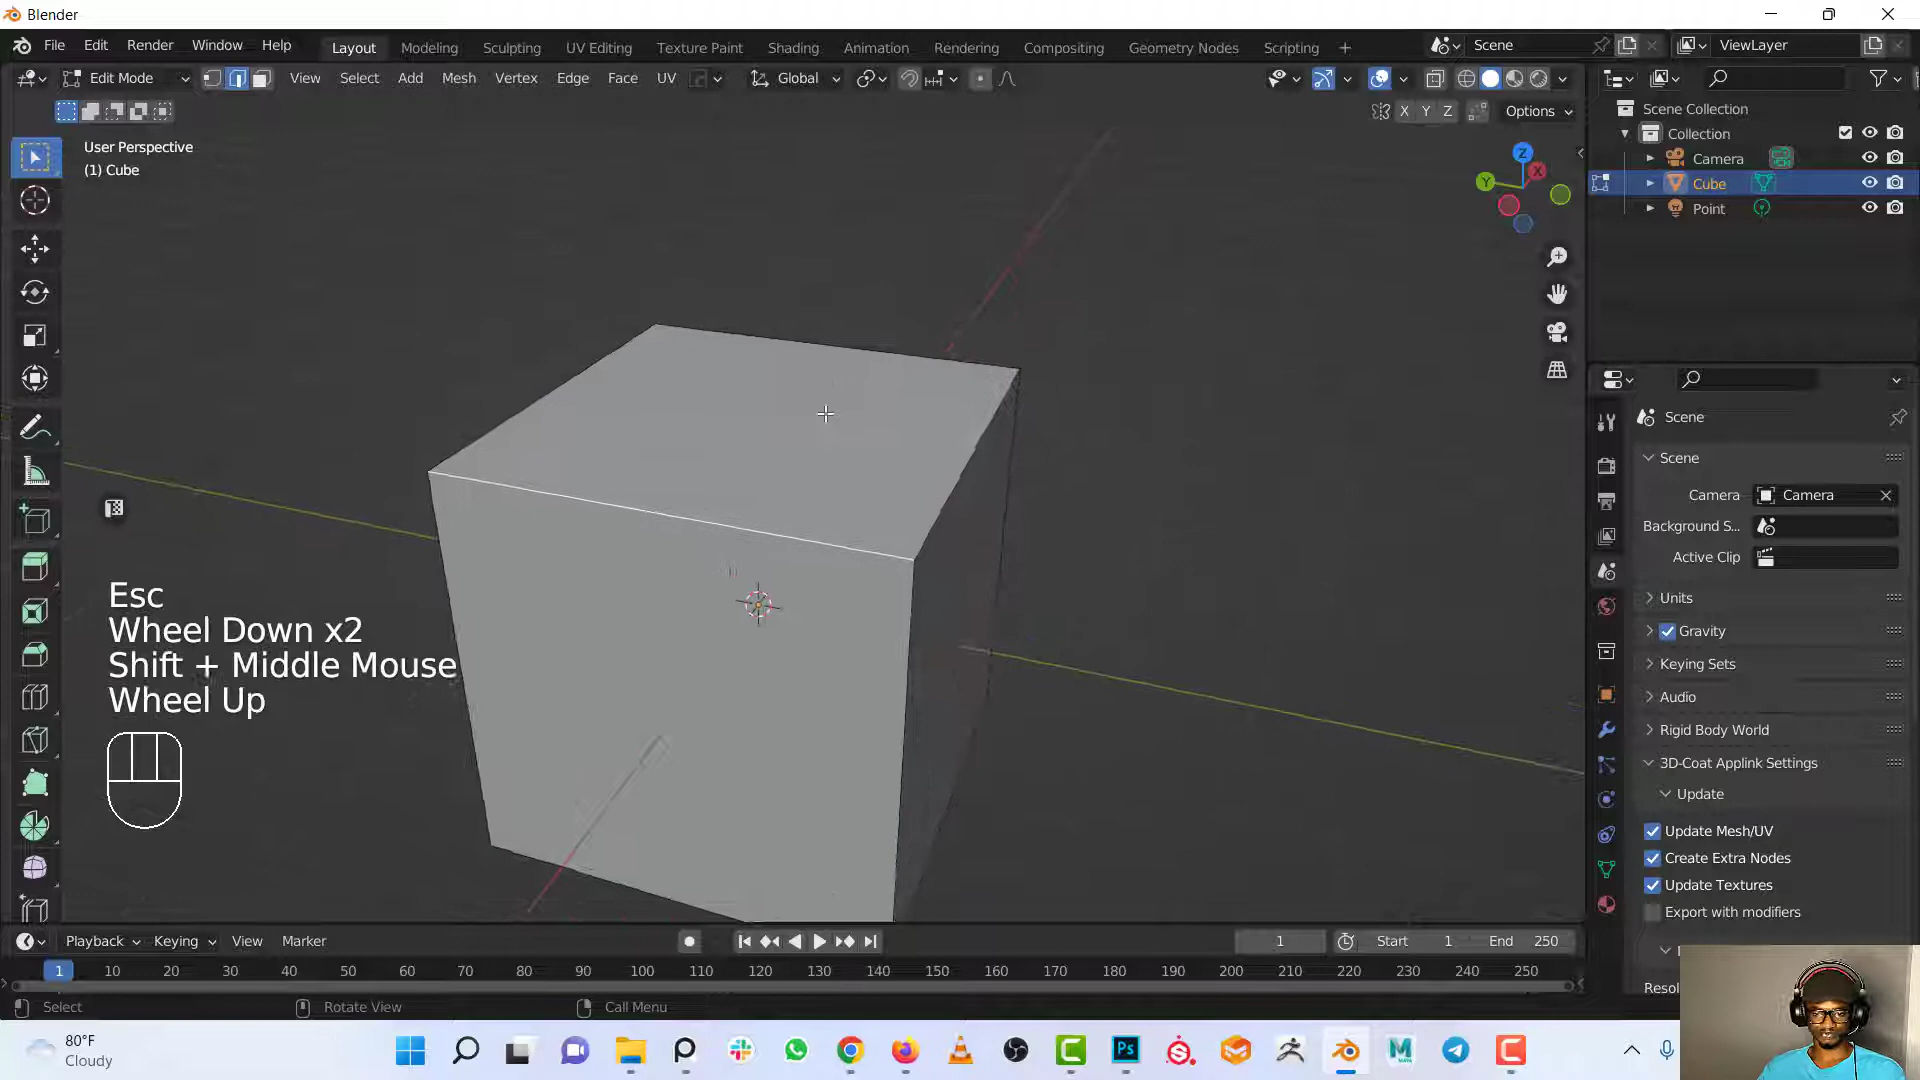 Blender
File Edit Render Window Help
Layout Modeling Sculpting UV Editing Texture Paint Shading Animation Rendering Compositing Geometry Nodes Scripting +
Scene
ViewLayer
Edit Mode
View Select Add Mesh Vertex Edge Face UV
Global
X Y Z
Options
User Perspective
(1) Cube
Z
X
Y
Scene Collection
Collection
Camera
Cube
Point
Esc
Wheel Down x2
Shift + Middle Mouse
Wheel Up
Scene
Scene
Camera
Camera
Background S...
Active Clip
Units
Gravity
Keying Sets
Audio
Rigid Body World
3D-Coat Applink Settings
Update
Update Mesh/UV
Create Extra Nodes
Update Textures
Export with modifiers
Resol
Playback Keying View Marker
1
Start 1
End 250
1 10 20 30 40 50 60 70 80 90 100 110 120 130 140 150 160 170 180 190 200 210 220 230 240 250
Select
Rotate View
Call Menu
80°F
Cloudy
Ps